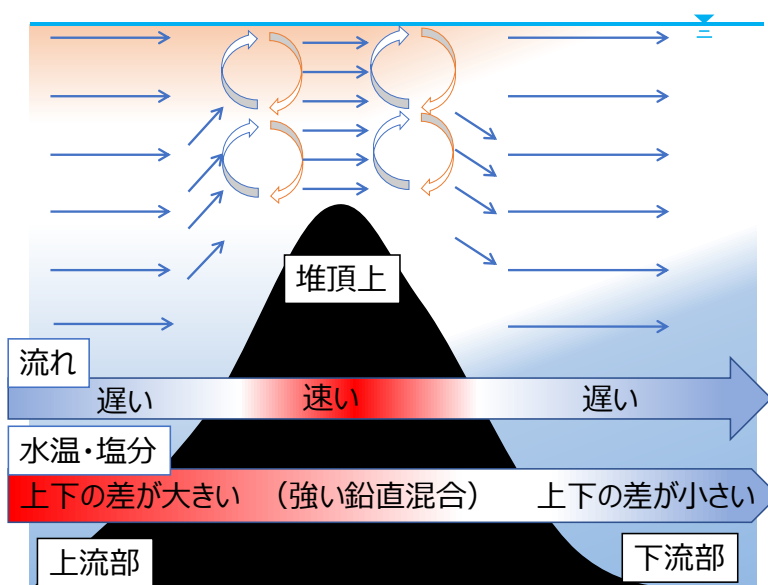 堆頂上
流れ
遅い 速い 遅い
水温・塩分
上下の差が大きい （強い鉛直混合） 上下の差が小さい
上流部
下流部